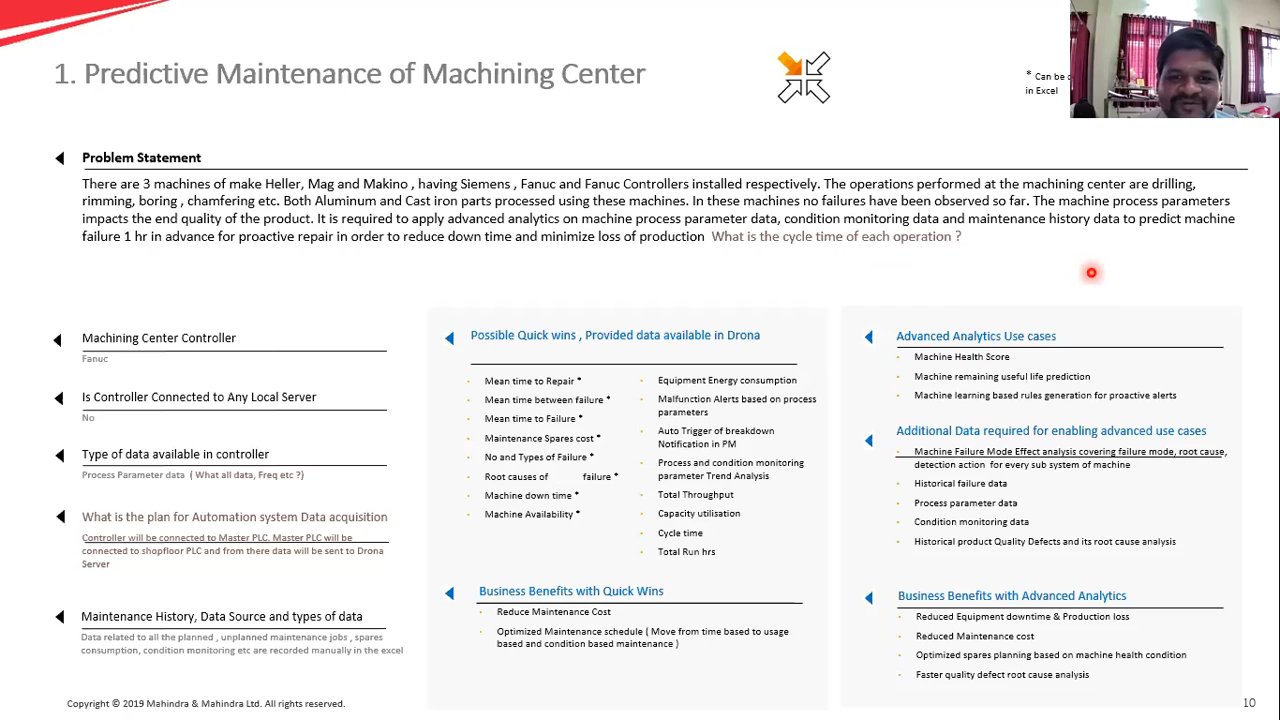 1. Predictive Maintenance of Machining Center
* Can be
in Excel
Problem Statement
There are 3 machines of make Heller, Mag and Makino , having Siemens , Fanuc and Fanuc Controllers installed respectively. The operations performed at the machining center are drilling,
rimming, boring , chamfering etc. Both Aluminum and Cast iron parts processed using these machines. In these machines no failures have been observed so far. The machine process parameters
impacts the end quality of the product. It is required to apply advanced analytics on machine process parameter data, condition monitoring data and maintenance history data to predict machine
failure 1 hr in advance for proactive repair in order to reduce down time and minimize loss of production What is the cycle time of each operation ?
Machining Center Controller
Fanuc
Is Controller Connected to Any Local Server
No
Type of data available in controller
Process Parameter data ( What all data, Freq etc ?)
What is the plan for Automation system Data acquisition
Controller will be connected to Master PLC. Master PLC will be
connected to shopfloor PLC and from there data will be sent to Drona
Server
Maintenance History, Data Source and types of data
Data related to all the planned , unplanned maintenance jobs , spares
consumption, condition monitoring etc are recorded manually in the excel
Possible Quick wins , Provided data available in Drona
Mean time to Repair *
Mean time between failure *
Mean time to Failure *
Maintenance Spares cost *
No and Types of Failure *
Root causes of failure *
Machine down time *
Machine Availability *
Equipment Energy consumption
Malfunction Alerts based on process
parameters
Auto Trigger of breakdown
Notification in PM
Process and condition monitoring
parameter Trend Analysis
Total Throughput
Capacity utilisation
Cycle time
Total Run hrs
Business Benefits with Quick Wins
Reduce Maintenance Cost
Optimized Maintenance schedule ( Move from time based to usage
based and condition based maintenance )
Advanced Analytics Use cases
Machine Health Score
Machine remaining useful life prediction
Machine learning based rules generation for proactive alerts
Additional Data required for enabling advanced use cases
Machine Failure Mode Effect analysis covering failure mode, root cause,
detection action for every sub system of machine
Historical failure data
Process parameter data
Condition monitoring data
Historical product Quality Defects and its root cause analysis
Business Benefits with Advanced Analytics
Reduced Equipment downtime & Production loss
Reduced Maintenance cost
Optimized spares planning based on machine health condition
Faster quality defect root cause analysis
Copyright © 2019 Mahindra & Mahindra Ltd. All rights reserved.
10